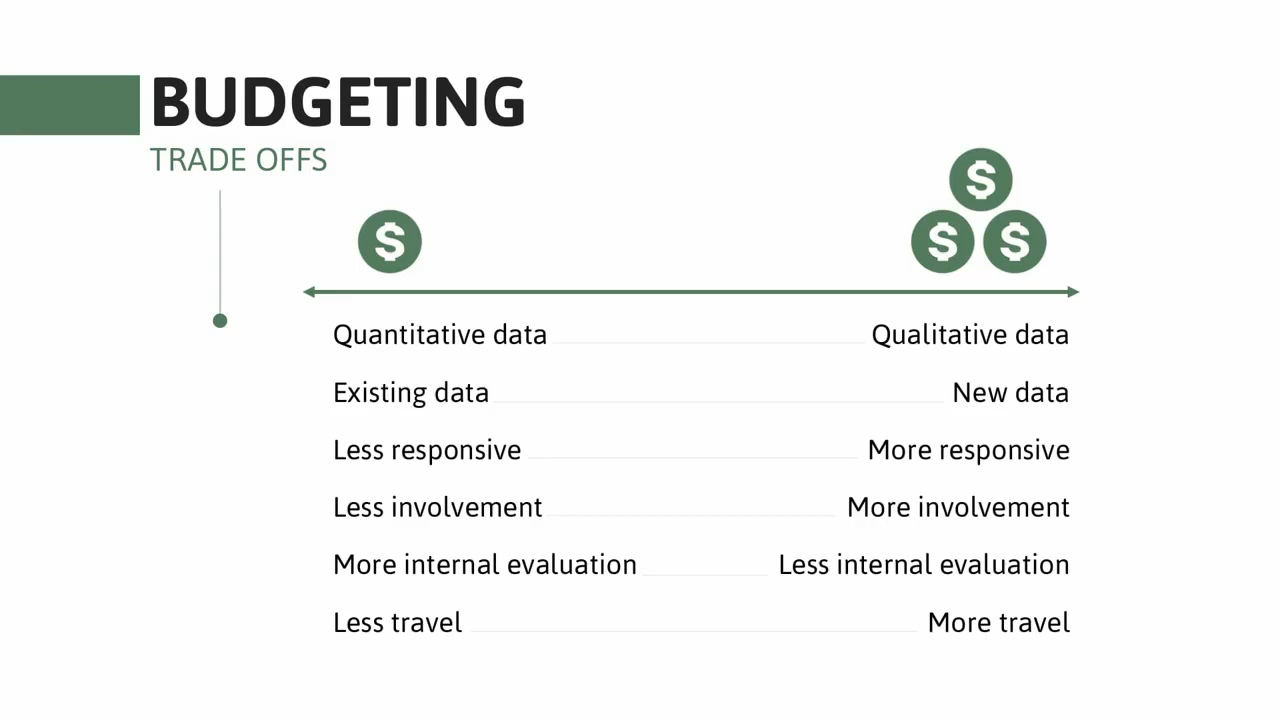 BUDGETING
TRADE OFFS
$
$
$ $
Quantitative data Qualitative data
Existing data New data
Less responsive More responsive
Less involvement More involvement
More internal evaluation Less internal evaluation
Less travel More travel